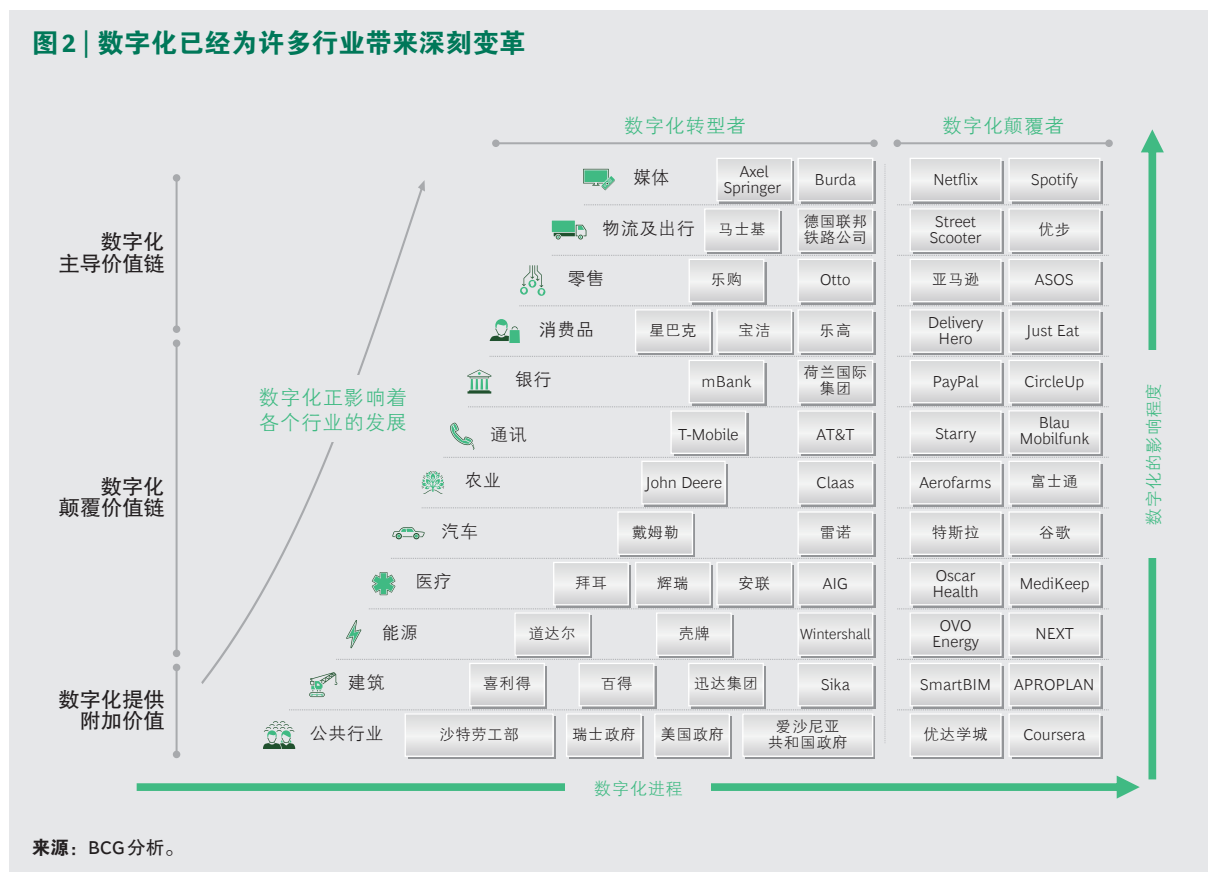 图2 | 数字化已经为许多行业带来深刻变革
数字化转型者
数字化颠覆者
媒体
Axel
Springer
Burda
Netflix
Spotify
物流及出行
马士基
德国联邦
铁路公司
Street
Scooter
优步
零售
乐购
Otto
亚马逊
ASOS
消费品
星巴克
宝洁
乐高
Delivery
Hero
Just Eat
银行
mBank
荷兰国际
集团
PayPal
CircleUp
通讯
T-Mobile
AT&T
Starry
Blau
Mobilfunk
农业
John Deere
Claas
Aerofarms
富士通
汽车
戴姆勒
雷诺
特斯拉
谷歌
医疗
拜耳
辉瑞
安联
AIG
Oscar
Health
MediKeep
能源
道达尔
壳牌
Wintershall
OVO
Energy
NEXT
建筑
喜利得
百得
迅达集团
Sika
SmartBIM
APROPLAN
公共行业
沙特劳工部
瑞士政府
美国政府
爱沙尼亚
共和国政府
优达学城
Coursera
数字化
主导价值链
数字化
颠覆价值链
数字化提供
附加价值
数字化正影响着
各个行业的发展
数字化的影响程度
数字化进程
来源：BCG分析。